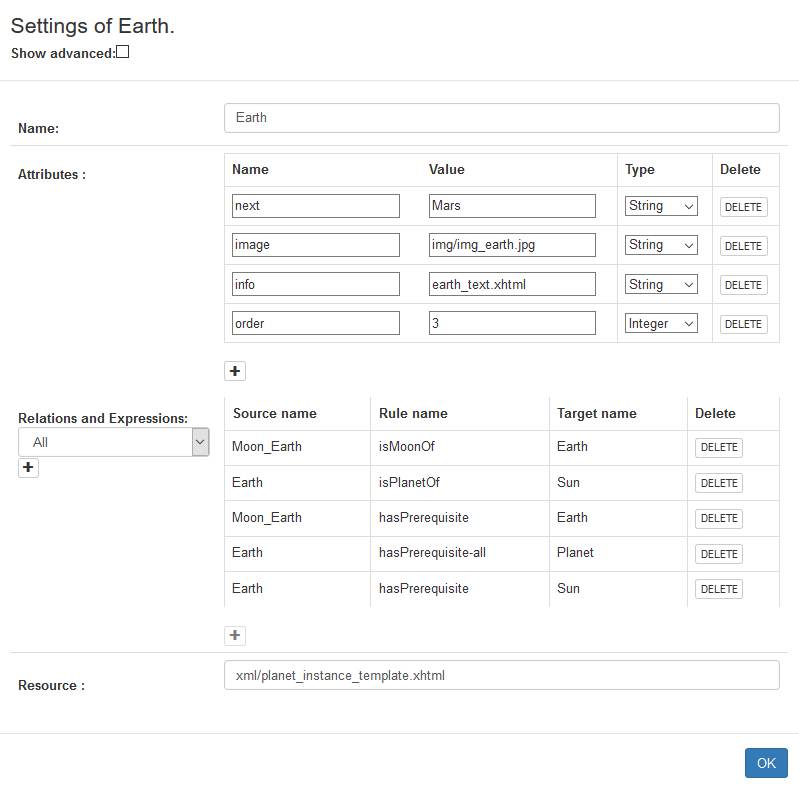 Settings of Earth.
Show advanced:
Name:
Earth
Attributes :
Name Value Type Delete
next Mars String DELETE
image img/img_earth.jpg String DELETE
info earth_text.xhtml String DELETE
order 3 Integer DELETE
+
Relations and Expressions:
All
+
Source name Rule name Target name Delete
Moon_Earth isMoonOf Earth DELETE
Earth isPlanetOf Sun DELETE
Moon_Earth hasPrerequisite Earth DELETE
Earth hasPrerequisite-all Planet DELETE
Earth hasPrerequisite Sun DELETE
+
Resource :
xml/planet_instance_template.xhtml
OK